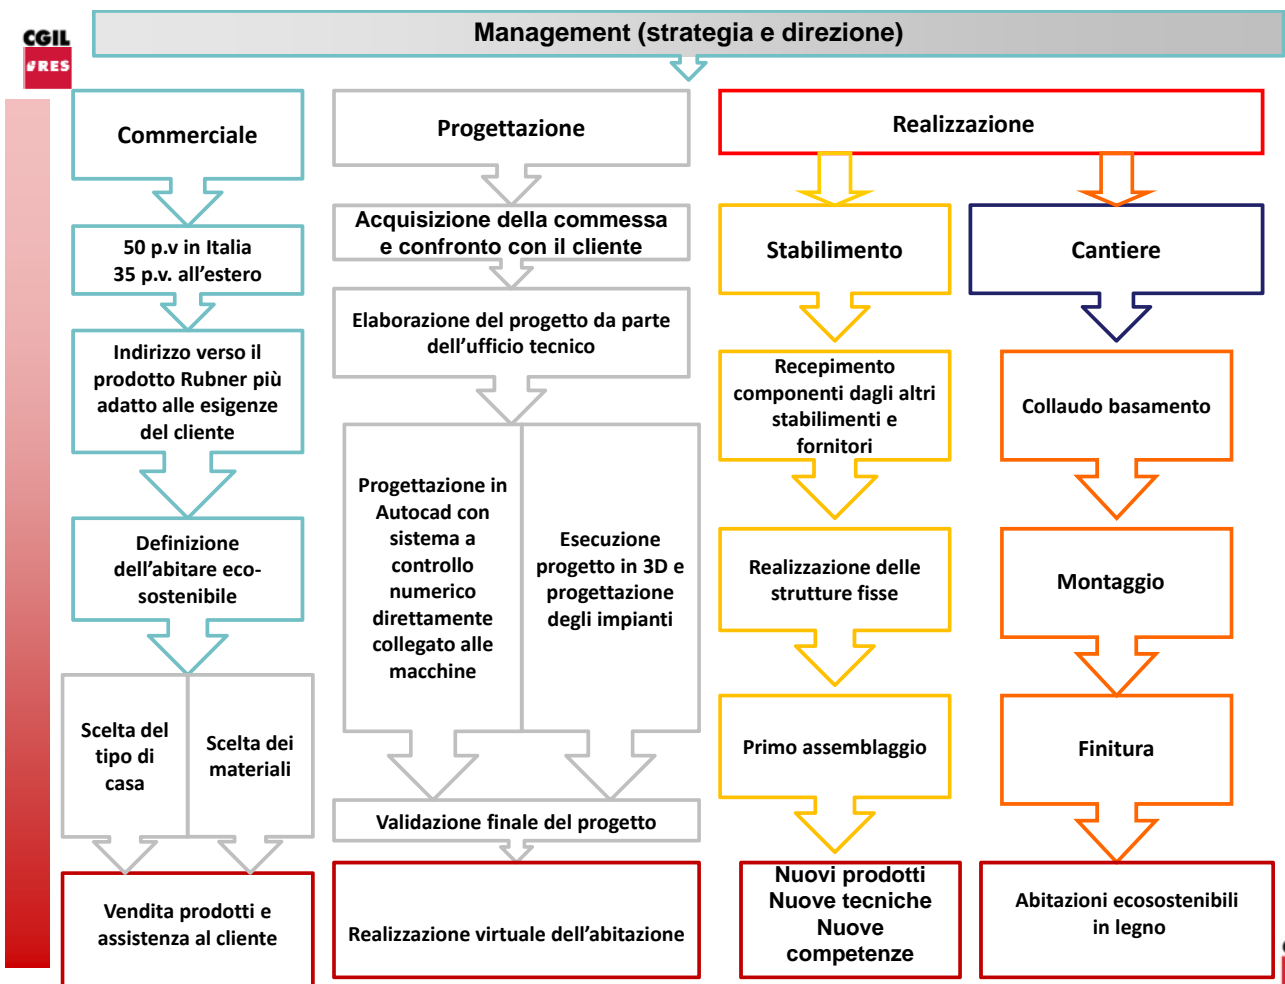 CGIL
IRES
Management (strategia e direzione)
Commerciale
50 p.v in Italia
35 p.v. all’estero
Indirizzo verso il
prodotto Rubner più
adatto alle esigenze
del cliente
Definizione
dell’abitare eco-
sostenibile
Scelta del
tipo di
casa
Scelta dei
materiali
Vendita prodotti e
assistenza al cliente
Progettazione
Acquisizione della commessa
e confronto con il cliente
Elaborazione del progetto da parte
dell’ufficio tecnico
Progettazione in
Autocad con
sistema a
controllo
numerico
direttamente
collegato alle
macchine
Esecuzione
progetto in 3D e
progettazione
degli impianti
Validazione finale del progetto
Realizzazione virtuale dell’abitazione
Realizzazione
Stabilimento
Recepimento
componenti dagli altri
stabilimenti e
fornitori
Realizzazione delle
strutture fisse
Primo assemblaggio
Nuovi prodotti
Nuove tecniche
Nuove
competenze
Cantiere
Collaudo basamento
Montaggio
Finitura
Abitazioni ecosostenibili
in legno